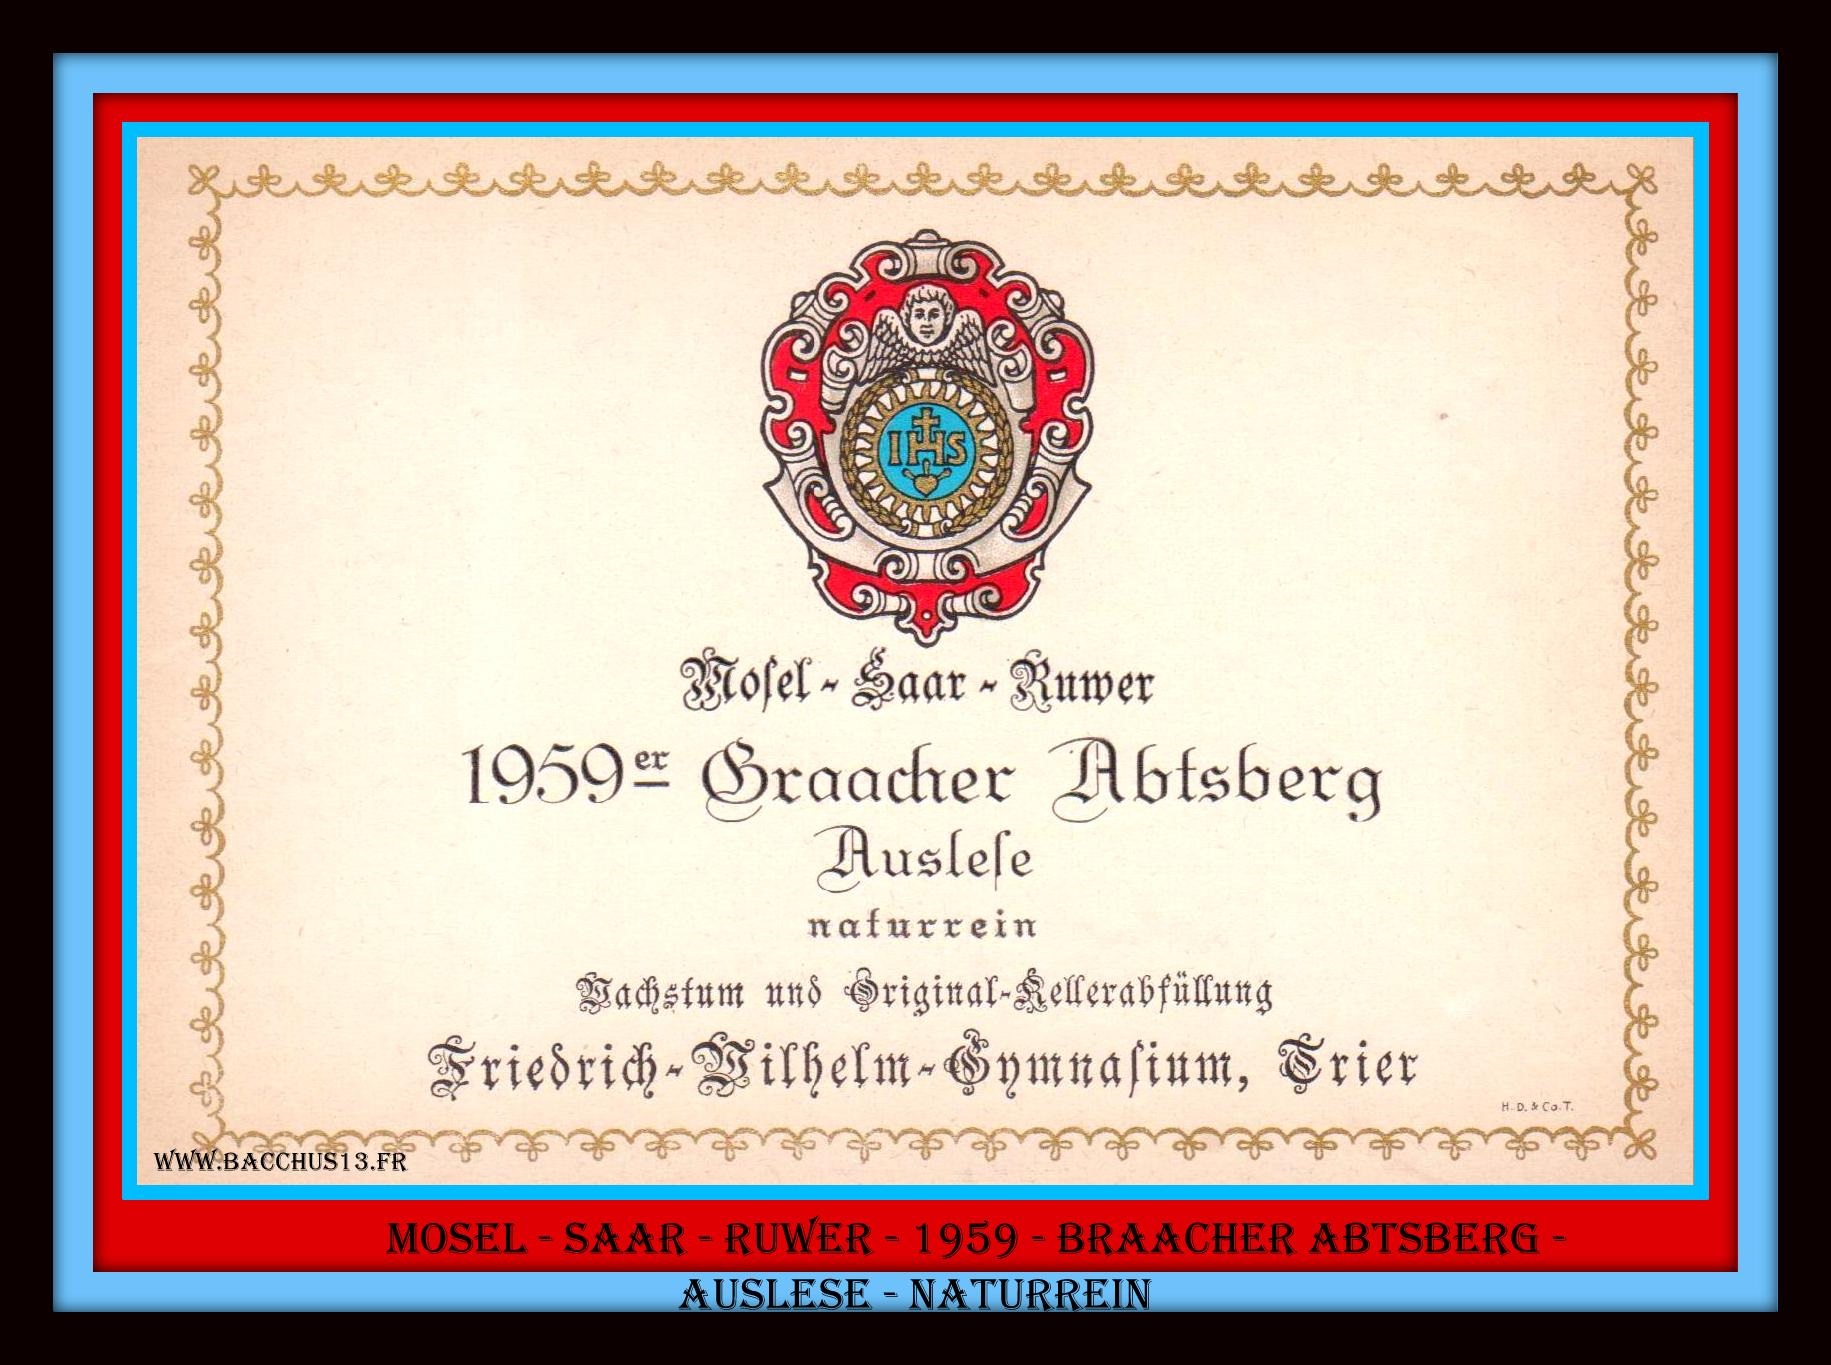 IHS
Mosel - Saar - Ruwer
1959er Graacher Abtsberg
Auslese
naturrein
Wachstum und Original-Kellerabfüllung
Friedrich-Wilhelm-Gymnasium, Trier
H. D. & Co. T.
WWW.BACCHUS13.FR
MOSEL - SAAR - RUWER - 1959 - BRAACHER ABTSBERG -
AUSLESE - NATURREIN